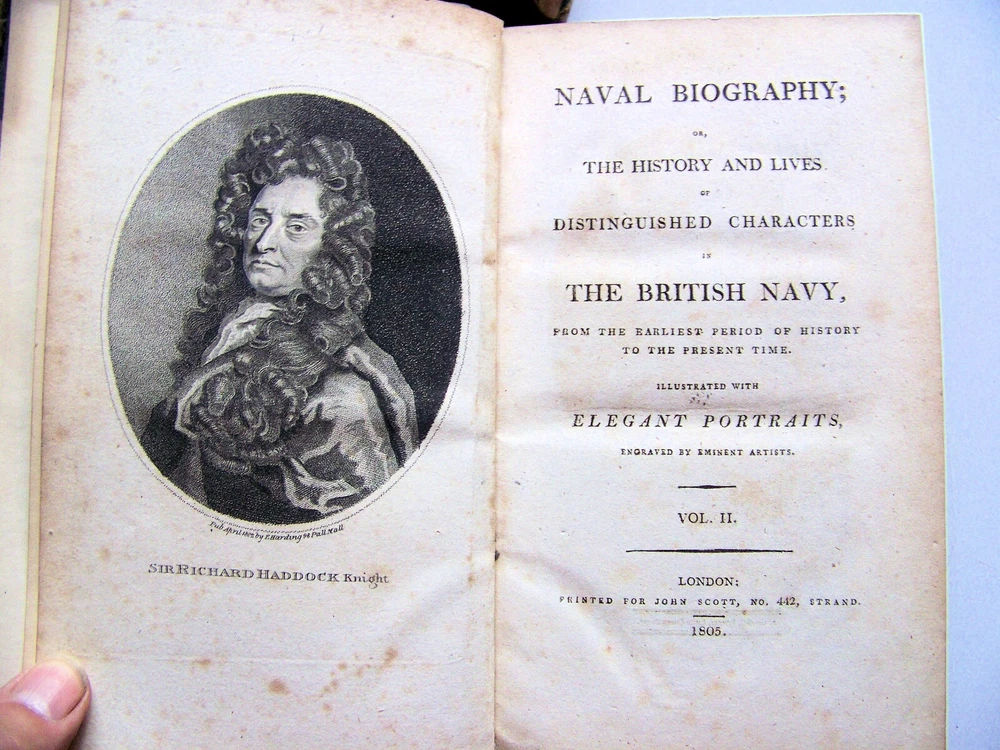 Pub April 1802 by E. Harding 98 Pall Mall
SIR RICHARD HADDOCK Knight
NAVAL BIOGRAPHY;
OR,
THE HISTORY AND LIVES
OF
DISTINGUISHED CHARACTERS
IN
THE BRITISH NAVY,
FROM THE EARLIEST PERIOD OF HISTORY
TO THE PRESENT TIME.
ILLUSTRATED WITH
ELEGANT PORTRAITS,
ENGRAVED BY EMINENT ARTISTS.
VOL. II.
LONDON:
PRINTED FOR JOHN SCOTT, NO. 442, STRAND.
1805.